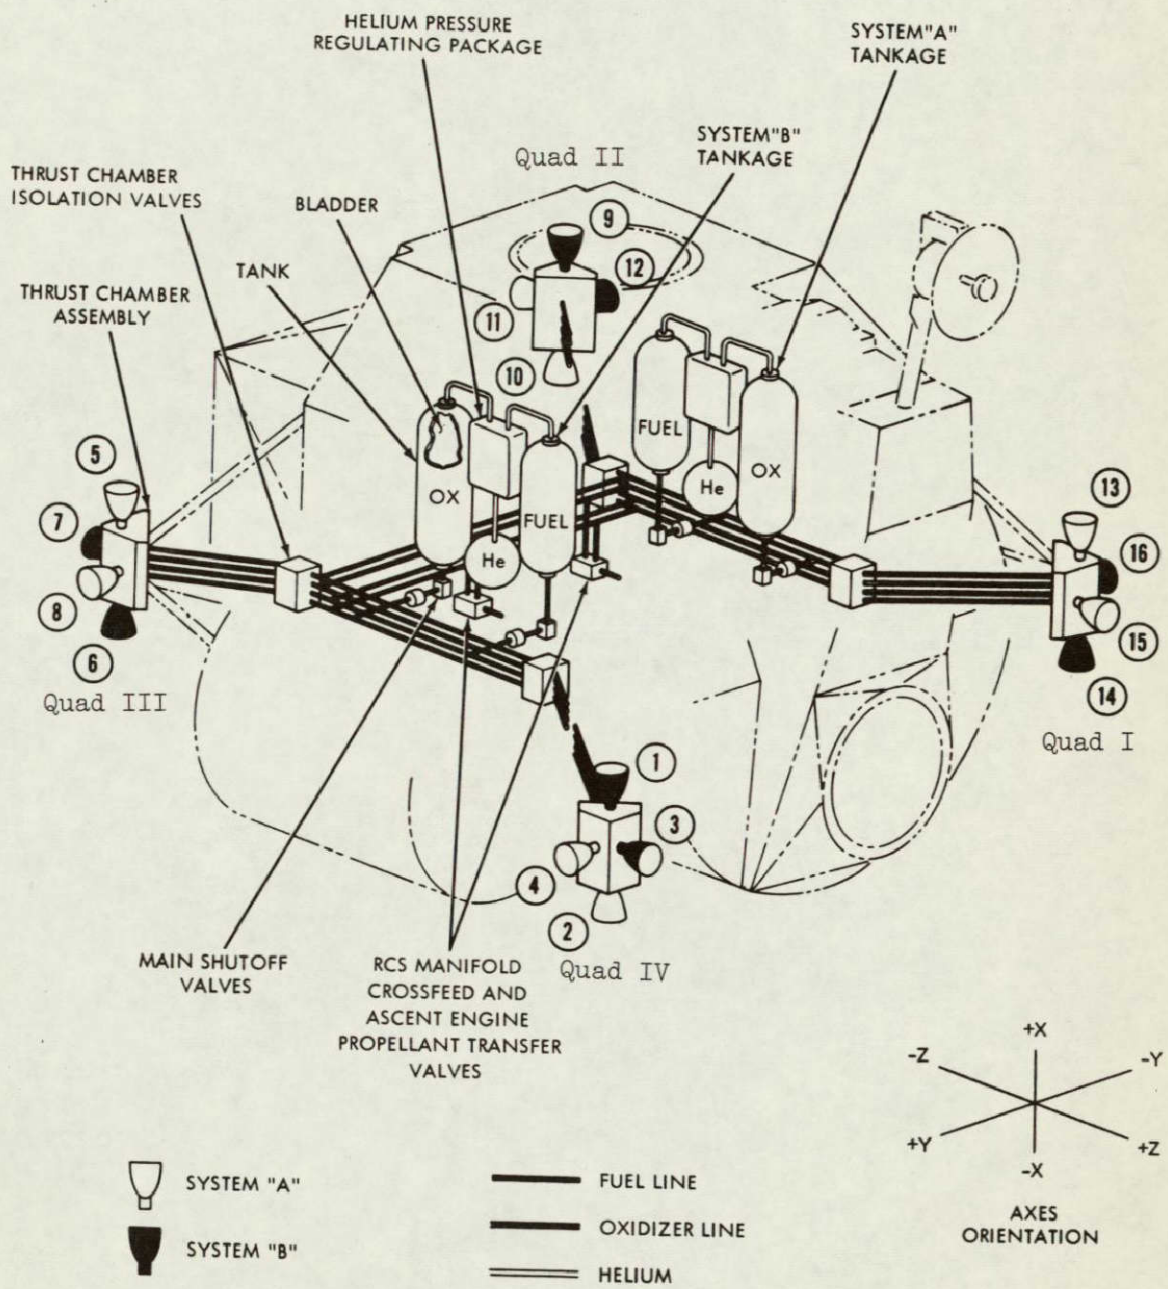 HELIUM PRESSURE
REGULATING PACKAGE
SYSTEM"A"
TANKAGE
SYSTEM"B"
TANKAGE
Quad II
THRUST CHAMBER
ISOLATION VALVES
BLADDER
TANK
THRUST CHAMBER
ASSEMBLY
9
12
11
10
FUEL
OX
He
OX
FUEL
He
5
7
8
6
Quad III
13
16
15
14
Quad I
1
3
4
2
Quad IV
MAIN SHUTOFF
VALVES
RCS MANIFOLD
CROSSFEED AND
ASCENT ENGINE
PROPELLANT TRANSFER
VALVES
+X
-Z
-Y
+Y
+Z
-X
AXES
ORIENTATION
SYSTEM "A"
SYSTEM "B"
FUEL LINE
OXIDIZER LINE
HELIUM